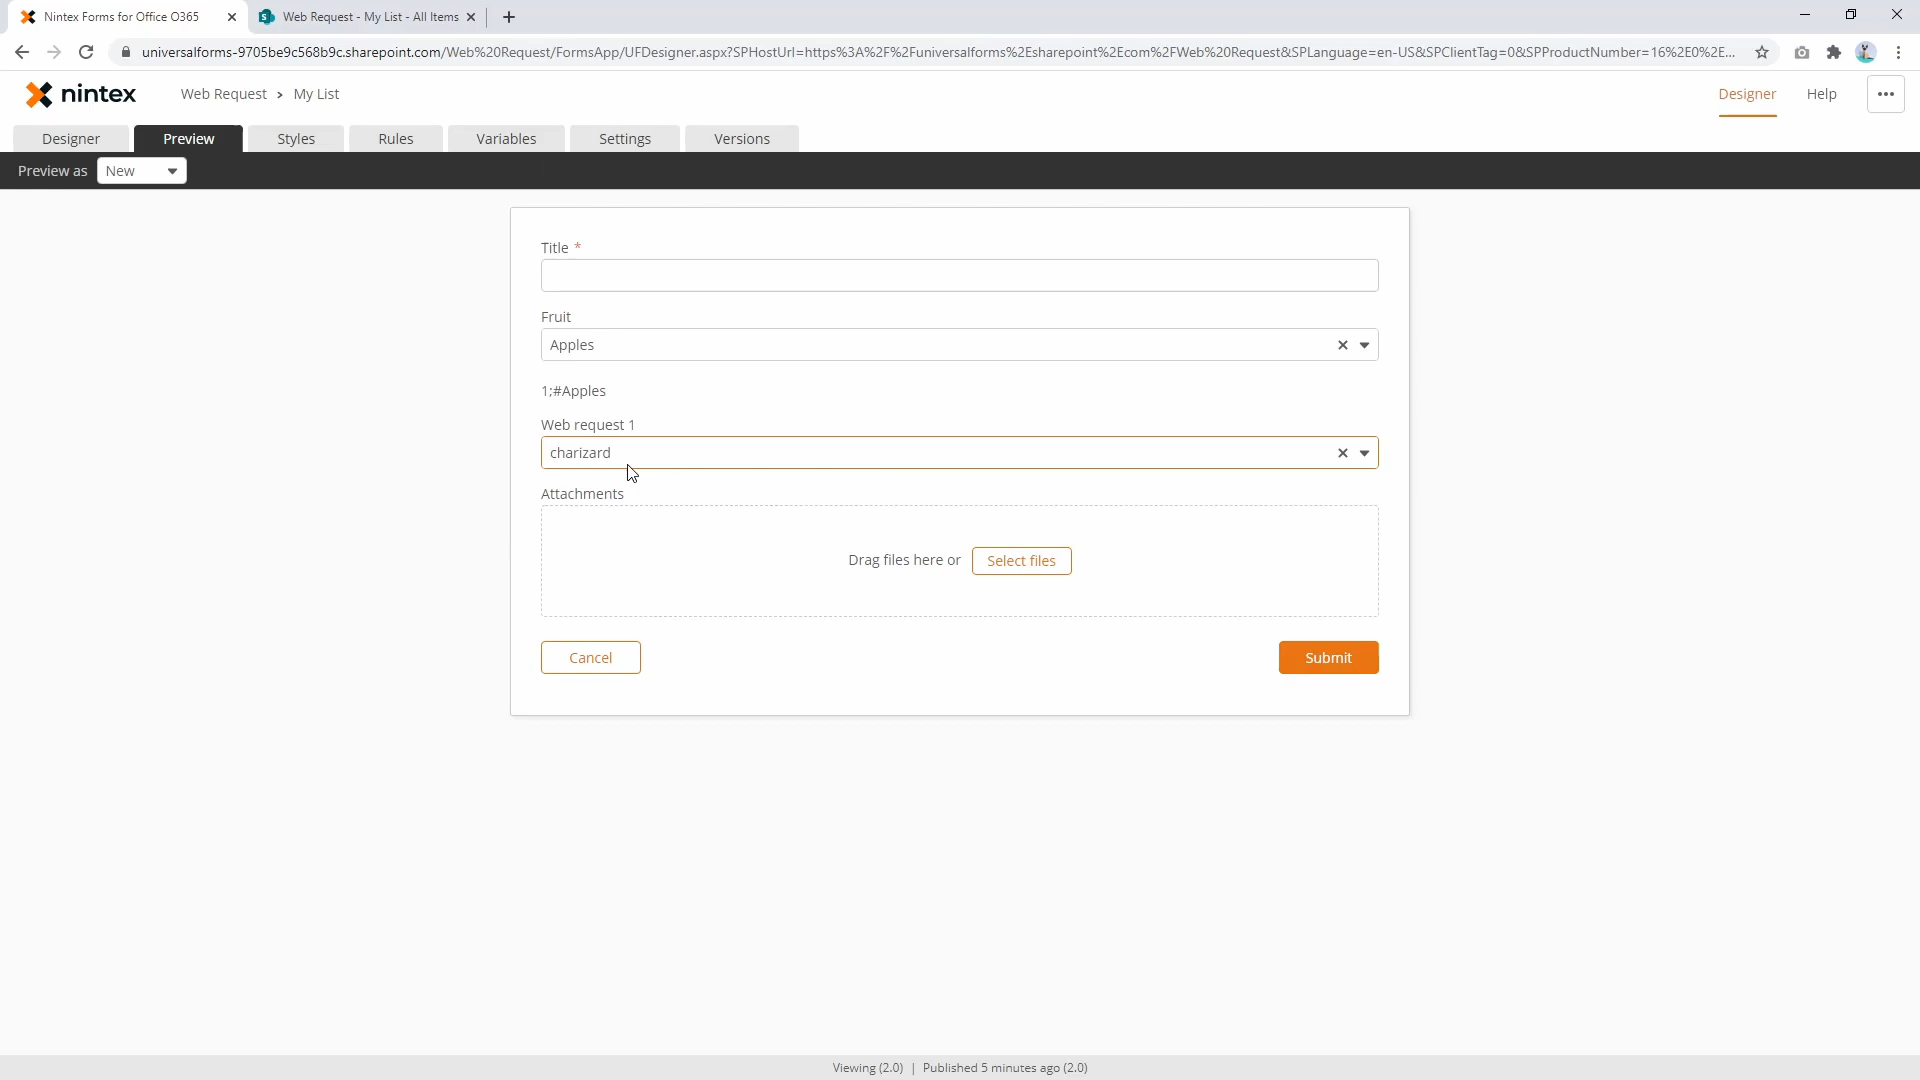 Nintex Forms for Office O365
Web Request - My List - All Items
universalforms-9705be9c568b9c.sharepoint.com/Web%20Request/FormsApp/UFDesigner.aspx?SPHostUrl=https%3A%2F%2Funiversalforms%2Esharepoint%2Ecom%2FWeb%20Request&SPLanguage=en-US&SPClientTag=0&SPProductNumber=16%2E0%2E...
nintex
Web Request > My List
Designer Help
Designer Preview Styles Rules Variables Settings Versions
Preview as New
Title *
Fruit
Apples
1;#Apples
Web request 1
charizard
Attachments
Drag files here or Select files
Cancel Submit
Viewing (2.0) | Published 5 minutes ago (2.0)